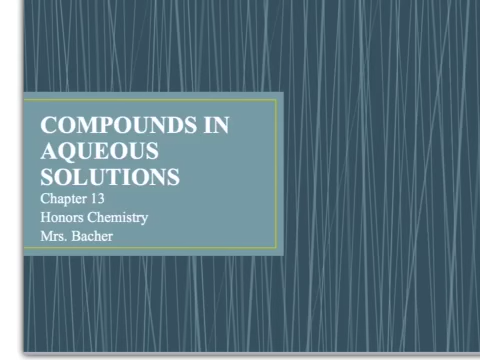 COMPOUNDS IN
AQUEOUS
SOLUTIONS
Chapter 13
Honors Chemistry
Mrs. Bacher